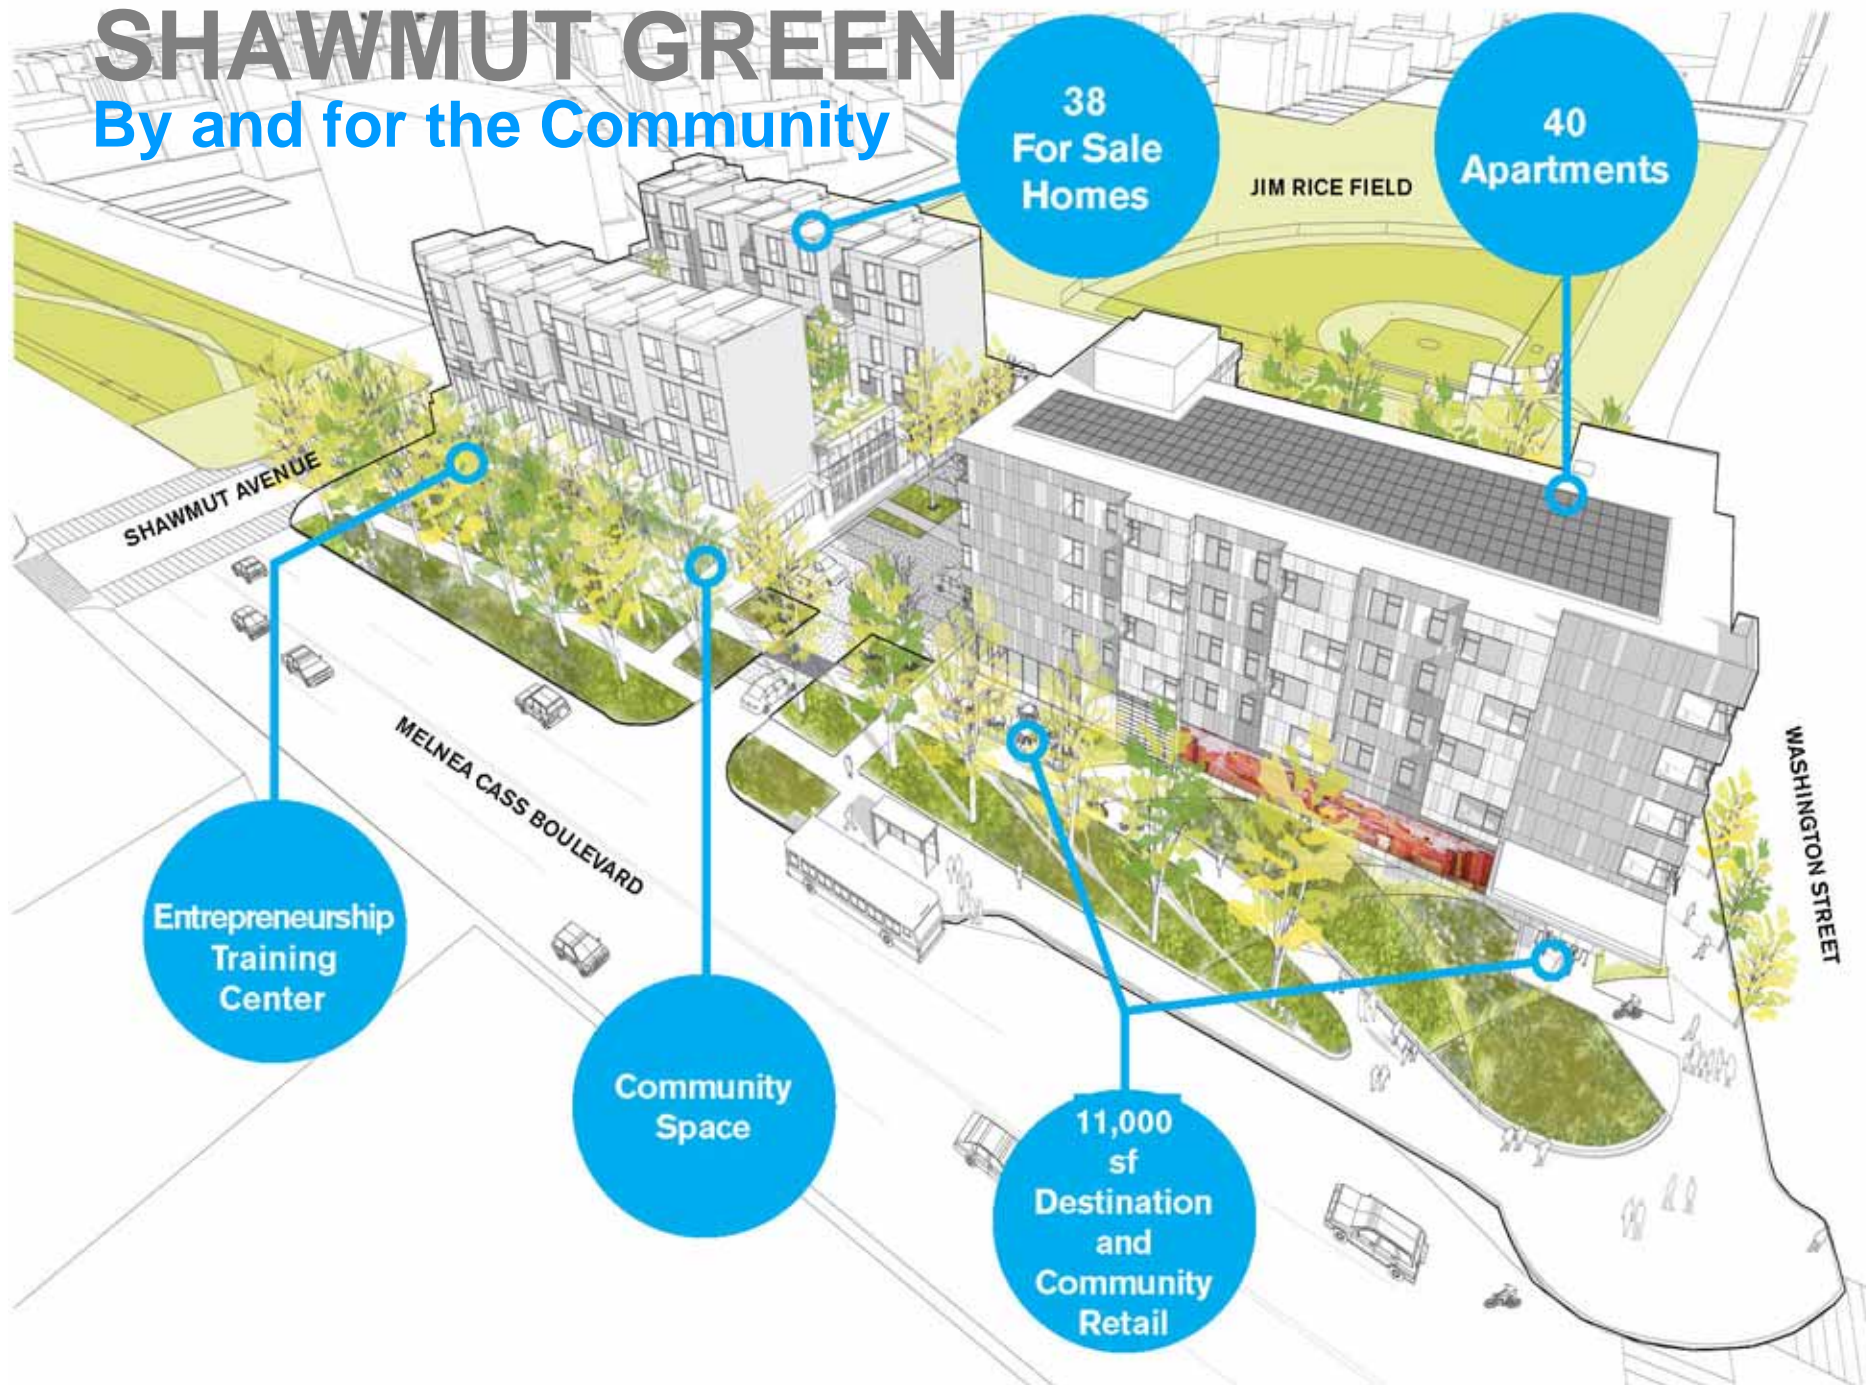 SHAWMUT GREEN
By and for the Community
38
For Sale
Homes
40
Apartments
JIM RICE FIELD
SHAWMUT AVENUE
MELNEA CASS BOULEVARD
WASHINGTON STREET
Entrepreneurship
Training
Center
Community
Space
11,000
sf
Destination
and
Community
Retail